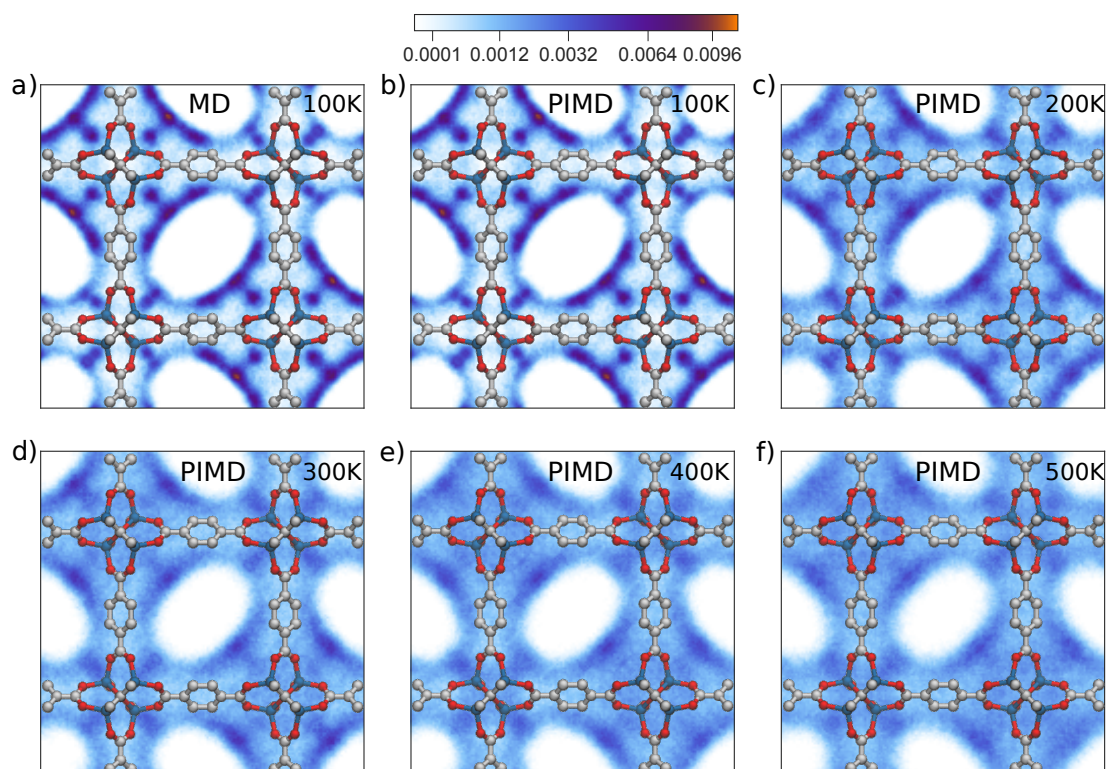 0.0001 0.0012 0.0032 0.0064 0.0096
a) MD 100K
b) PIMD 100K
c) PIMD 200K
d) PIMD 300K
e) PIMD 400K
f) PIMD 500K